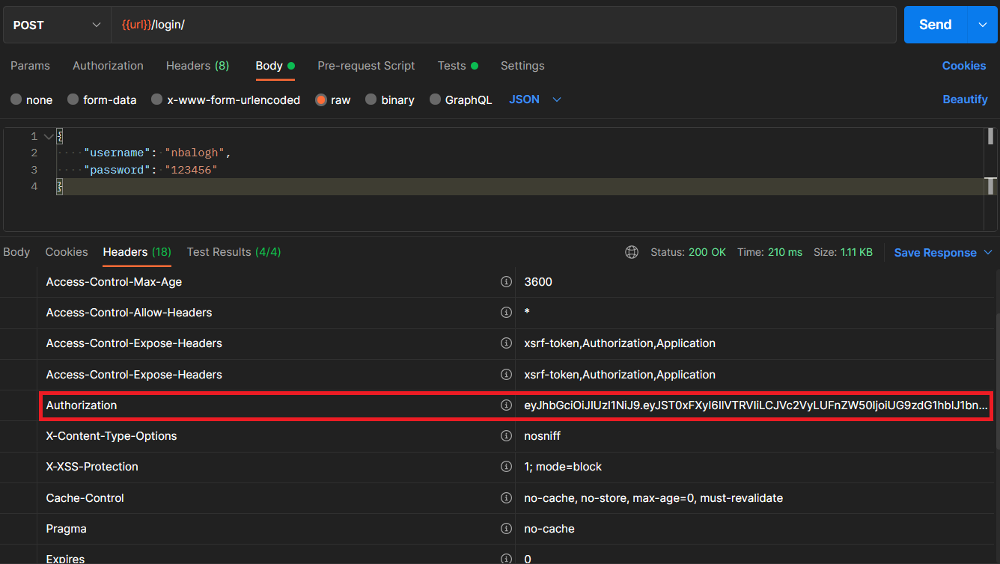 POST {{url}}/login/ Send
Params Authorization Headers (8) Body Pre-request Script Tests Settings Cookies
none form-data x-www-form-urlencoded raw binary GraphQL JSON Beautify
1 {
2 "username": "nbalogh",
3 "password": "123456"
4 }
Body Cookies Headers (18) Test Results (4/4) Status: 200 OK Time: 210 ms Size: 1.11 KB Save Response
Access-Control-Max-Age 3600
Access-Control-Allow-Headers *
Access-Control-Expose-Headers xsrf-token,Authorization,Application
Access-Control-Expose-Headers xsrf-token,Authorization,Application
Authorization eyJhbGciOiJIUzI1NiJ9.eyJST0xFXyI6IlVTRVIiLCJVc2VyLUFnZW50IjoiUG9zdG1hblJ1bn...
X-Content-Type-Options nosniff
X-XSS-Protection 1; mode=block
Cache-Control no-cache, no-store, max-age=0, must-revalidate
Pragma no-cache
Expires 0